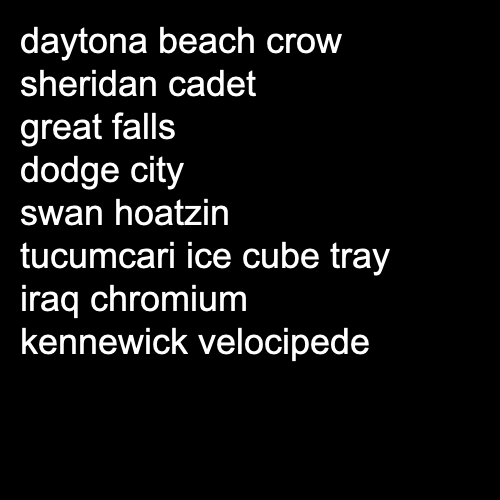 daytona beach crow
sheridan cadet
great falls
dodge city
swan hoatzin
tucumcari ice cube tray
iraq chromium
kennewick velocipede